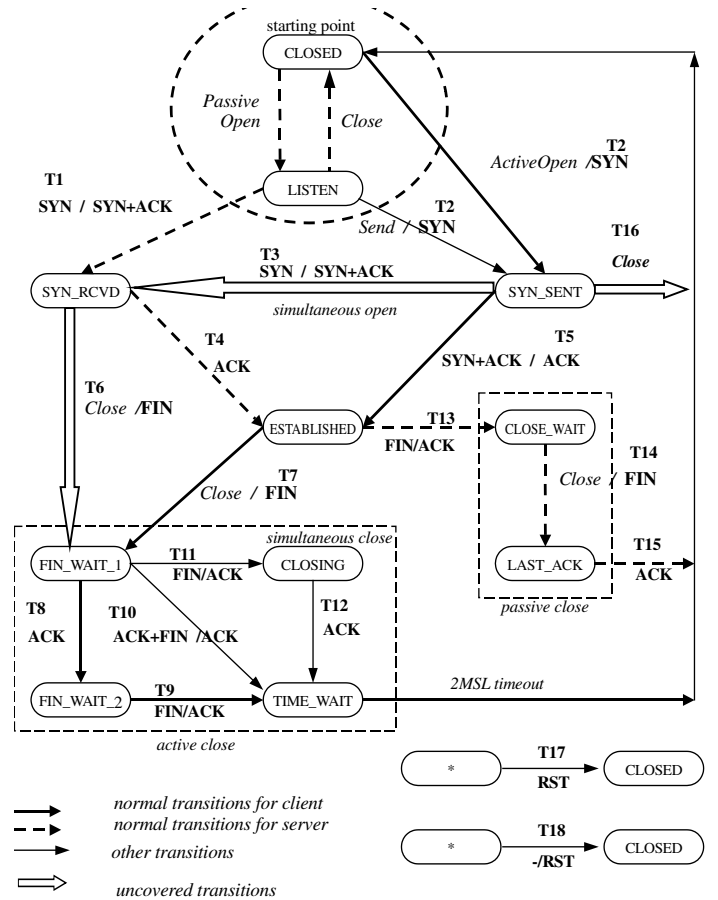 starting point
CLOSED
Passive
Open
Close
T2
ActiveOpen /SYN
T1
SYN / SYN+ACK
LISTEN
T2
Send / SYN
T16
Close
T3
SYN / SYN+ACK
SYN_RCVD
SYN_SENT
simultaneous open
T4
ACK
T5
SYN+ACK / ACK
T6
Close /FIN
ESTABLISHED
T13
FIN/ACK
CLOSE_WAIT
T14
Close / FIN
T7
Close / FIN
simultaneous close
FIN_WAIT_1
T11
FIN/ACK
CLOSING
LAST_ACK
T15
ACK
passive close
T8
ACK
T10
ACK+FIN /ACK
T12
ACK
FIN_WAIT_2
T9
FIN/ACK
TIME_WAIT
2MSL timeout
active close
*
T17
RST
CLOSED
normal transitions for client
normal transitions for server
other transitions
uncovered transitions
*
T18
-/RST
CLOSED